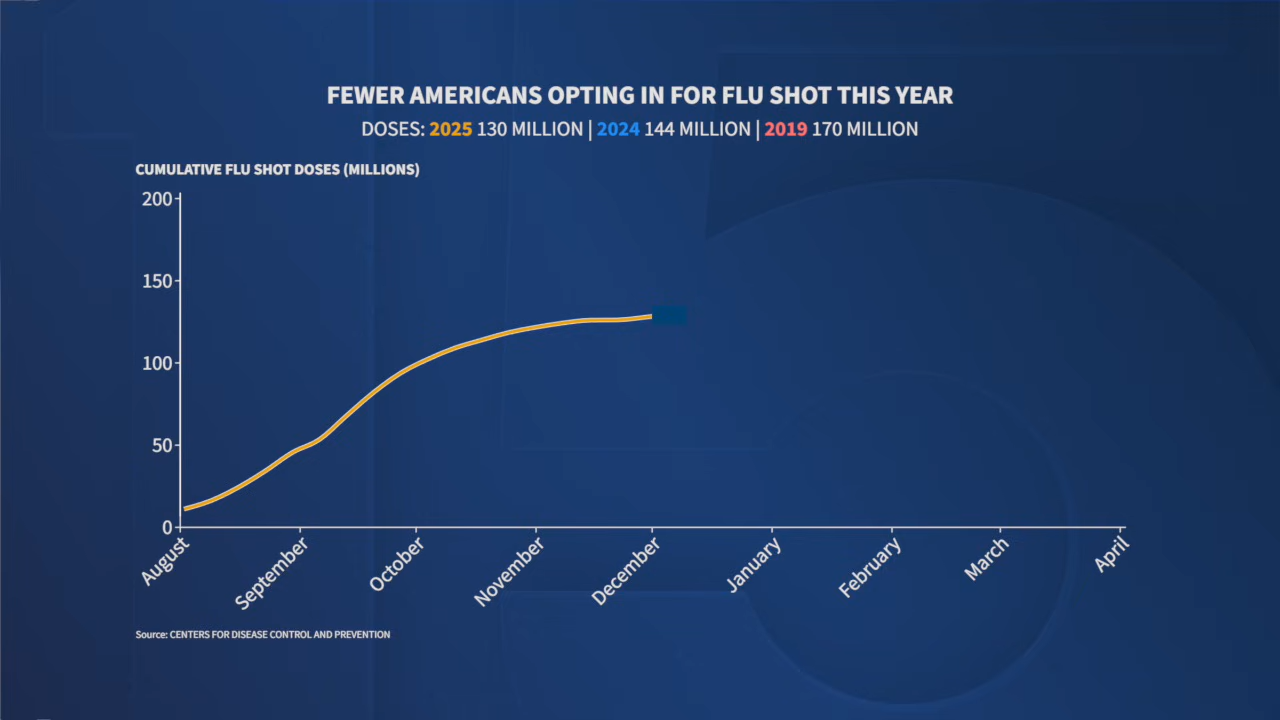 FEWER AMERICANS OPTING IN FOR FLU SHOT THIS YEAR
DOSES: 2025 130 MILLION | 2024 144 MILLION | 2019 170 MILLION
CUMULATIVE FLU SHOT DOSES (MILLIONS)
200
150
100
50
0
August
September
October
November
December
January
February
March
April
Source: CENTERS FOR DISEASE CONTROL AND PREVENTION